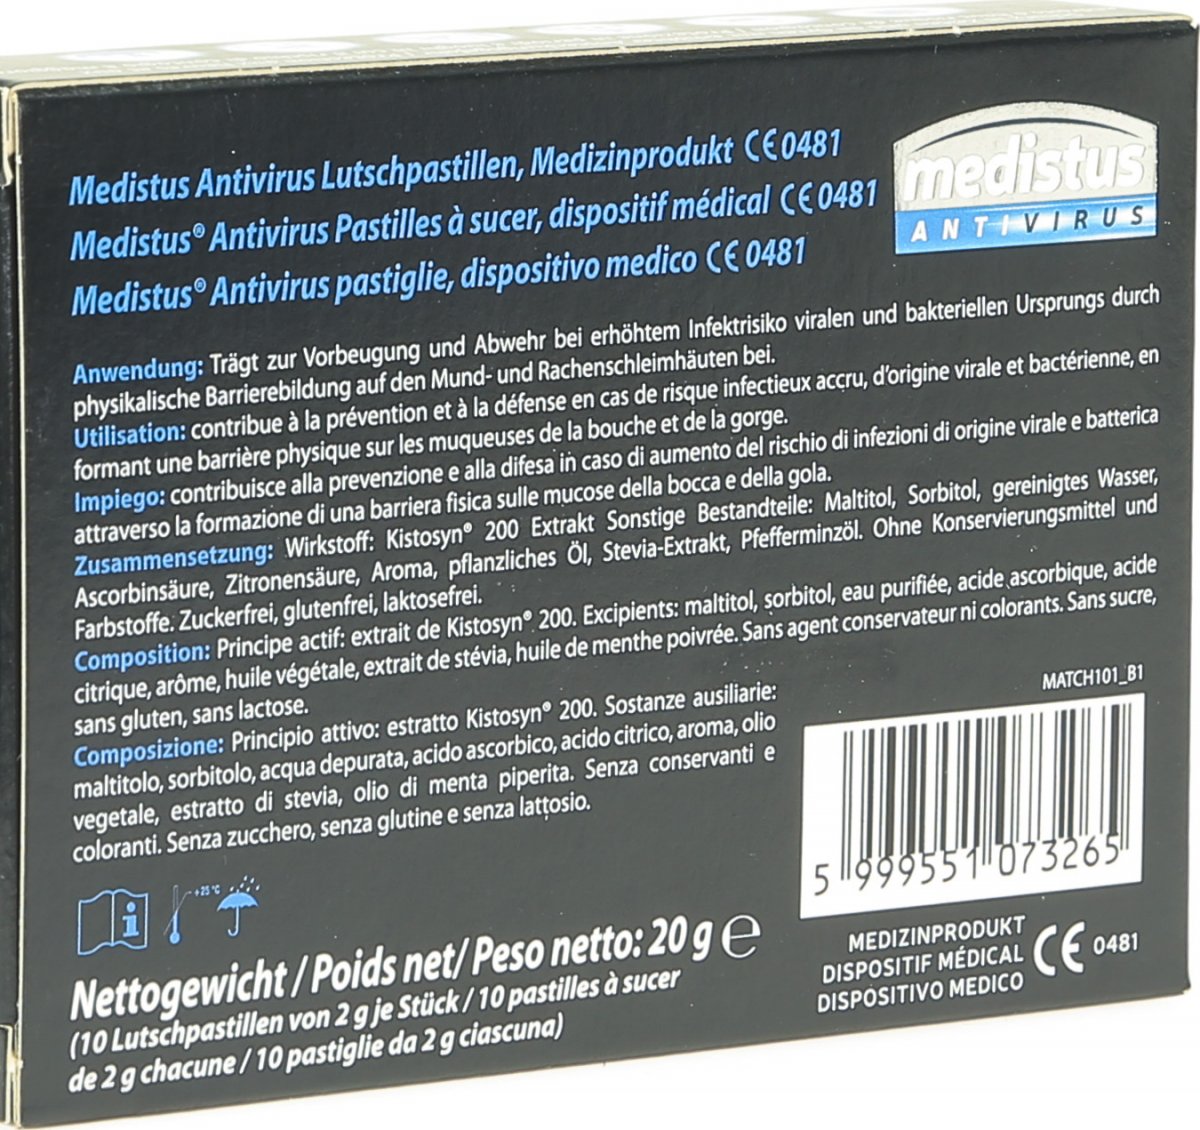 Medistus Antivirus Lutschpastillen, Medizinprodukt CE 0481
Medistus® Antivirus Pastilles à sucer, dispositif médical CE 0481
Medistus® Antivirus pastiglie, dispositivo medico CE 0481
medistus
ANTIVIRUS
Anwendung: Trägt zur Vorbeugung und Abwehr bei erhöhtem Infektrisiko viralen und bakteriellen Ursprungs durch
physikalische Barrierebildung auf den Mund- und Rachenschleimhäuten bei.
Utilisation: contribue à la prévention et à la défense en cas de risque infectieux accru, d'origine virale et bactérienne, en
formant une barrière physique sur les muqueuses de la bouche et de la gorge.
Impiego: contribuisce alla prevenzione e alla difesa in caso di aumento del rischio di infezioni di origine virale e batterica
attraverso la formazione di una barriera fisica sulle mucose della bocca e della gola.
Zusammensetzung: Wirkstoff: Kistosyn® 200 Extrakt Sonstige Bestandteile: Maltitol, Sorbitol, gereinigtes Wasser,
Ascorbinsäure, Zitronensäure, Aroma, pflanzliches Öl, Stevia-Extrakt, Pfefferminzöl. Ohne Konservierungsmittel und
Farbstoffe. Zuckerfrei, glutenfrei, laktosefrei.
Composition: Principe actif: extrait de Kistosyn® 200. Excipients: maltitol, sorbitol, eau purifiée, acide ascorbique, acide
citrique, arôme, huile végétale, extrait de stévia, huile de menthe poivrée. Sans agent conservateur ni colorants. Sans sucre,
sans gluten, sans lactose.
Composizione: Principio attivo: estratto Kistosyn® 200. Sostanze ausiliarie:
maltitolo, sorbitolo, acqua depurata, acido ascorbico, acido citrico, aroma, olio
vegetale, estratto di stevia, olio di menta piperita. Senza conservanti e
coloranti. Senza zucchero, senza glutine e senza lattosio.
MATCH101_B1
5 999551 073265
+25 °C
Nettogewicht / Poids net/ Peso netto: 20 g ℮
(10 Lutschpastillen von 2 g je Stück / 10 pastilles à sucer
de 2 g chacune / 10 pastiglie da 2 g ciascuna)
MEDIZINPRODUKT
DISPOSITIF MÉDICAL
DISPOSITIVO MEDICO
CE 0481